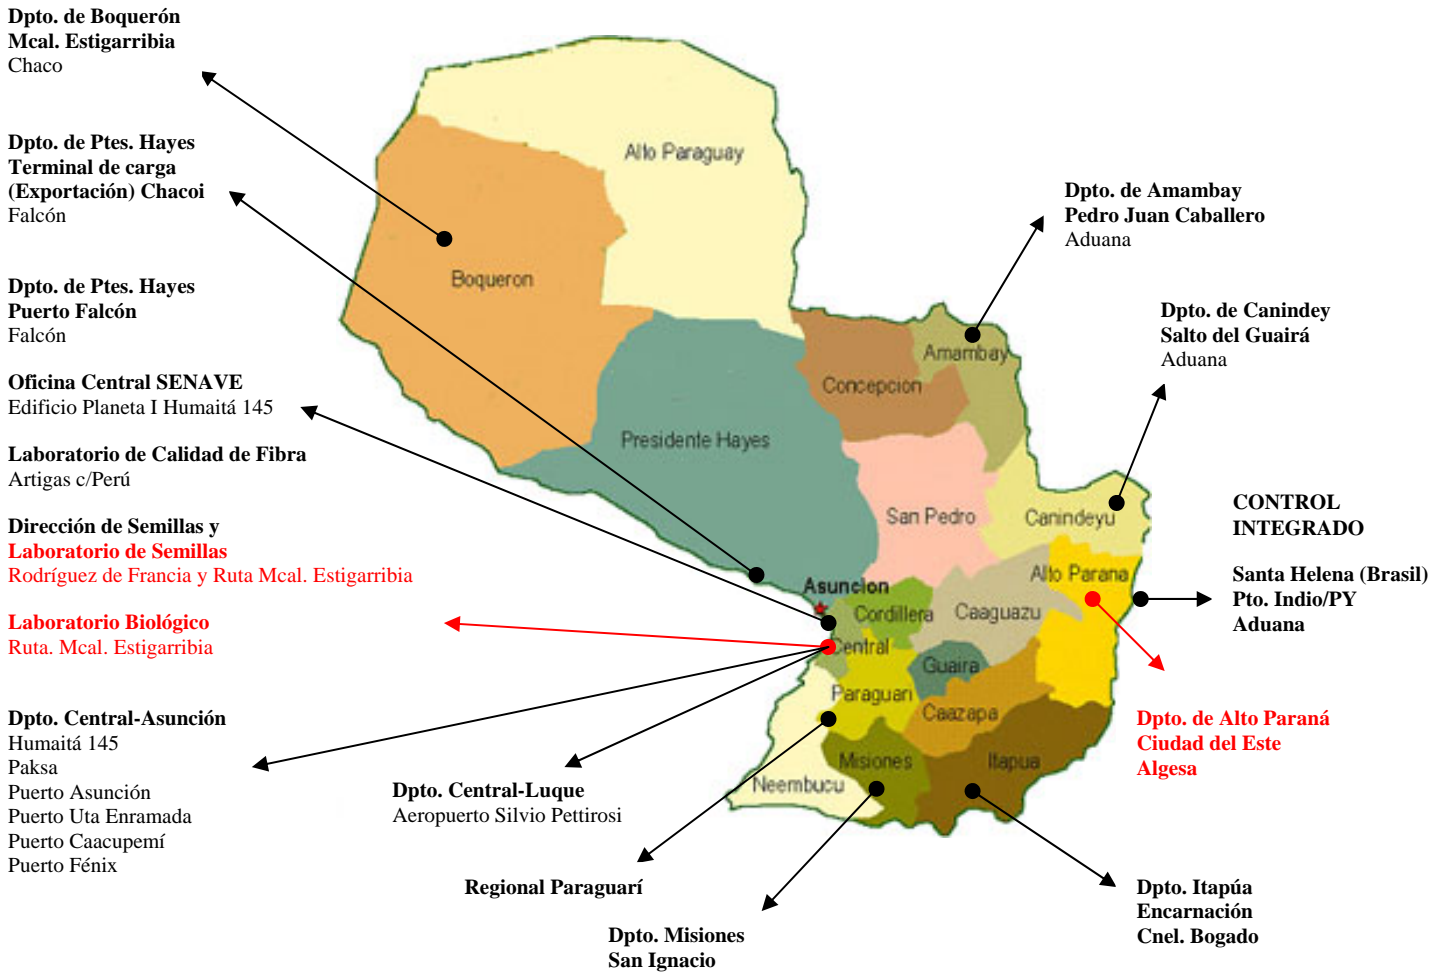 Dpto. de Boquerón
Mcal. Estigarribia
Chaco
Dpto. de Ptes. Hayes
Terminal de carga
(Exportación) Chacoi
Falcón
Dpto. de Ptes. Hayes
Puerto Falcón
Falcón
Oficina Central SENAVE
Edificio Planeta I Humaitá 145
Laboratorio de Calidad de Fibra
Artigas c/Perú
Dirección de Semillas y
Laboratorio de Semillas
Rodríguez de Francia y Ruta Mcal. Estigarribia
Laboratorio Biológico
Ruta. Mcal. Estigarribia
Dpto. Central-Asunción
Humaitá 145
Paksa
Puerto Asunción
Puerto Uta Enramada
Puerto Caacupemí
Puerto Fénix
Dpto. Central-Luque
Aeropuerto Silvio Pettirosi
Regional Paraguarí
Dpto. Misiones
San Ignacio
Alto Paraguay
Boqueron
Presidente Hayes
Concepcion
Amambay
San Pedro
Canindeyu
Alto Parana
Asuncion
Cordillera
Caaguazu
Central
Guaira
Paraguari
Caazapa
Misiones
Itapua
Neembucu
Dpto. de Amambay
Pedro Juan Caballero
Aduana
Dpto. de Canindey
Salto del Guairá
Aduana
CONTROL
INTEGRADO
Santa Helena (Brasil)
Pto. Indio/PY
Aduana
Dpto. de Alto Paraná
Ciudad del Este
Algesa
Dpto. Itapúa
Encarnación
Cnel. Bogado